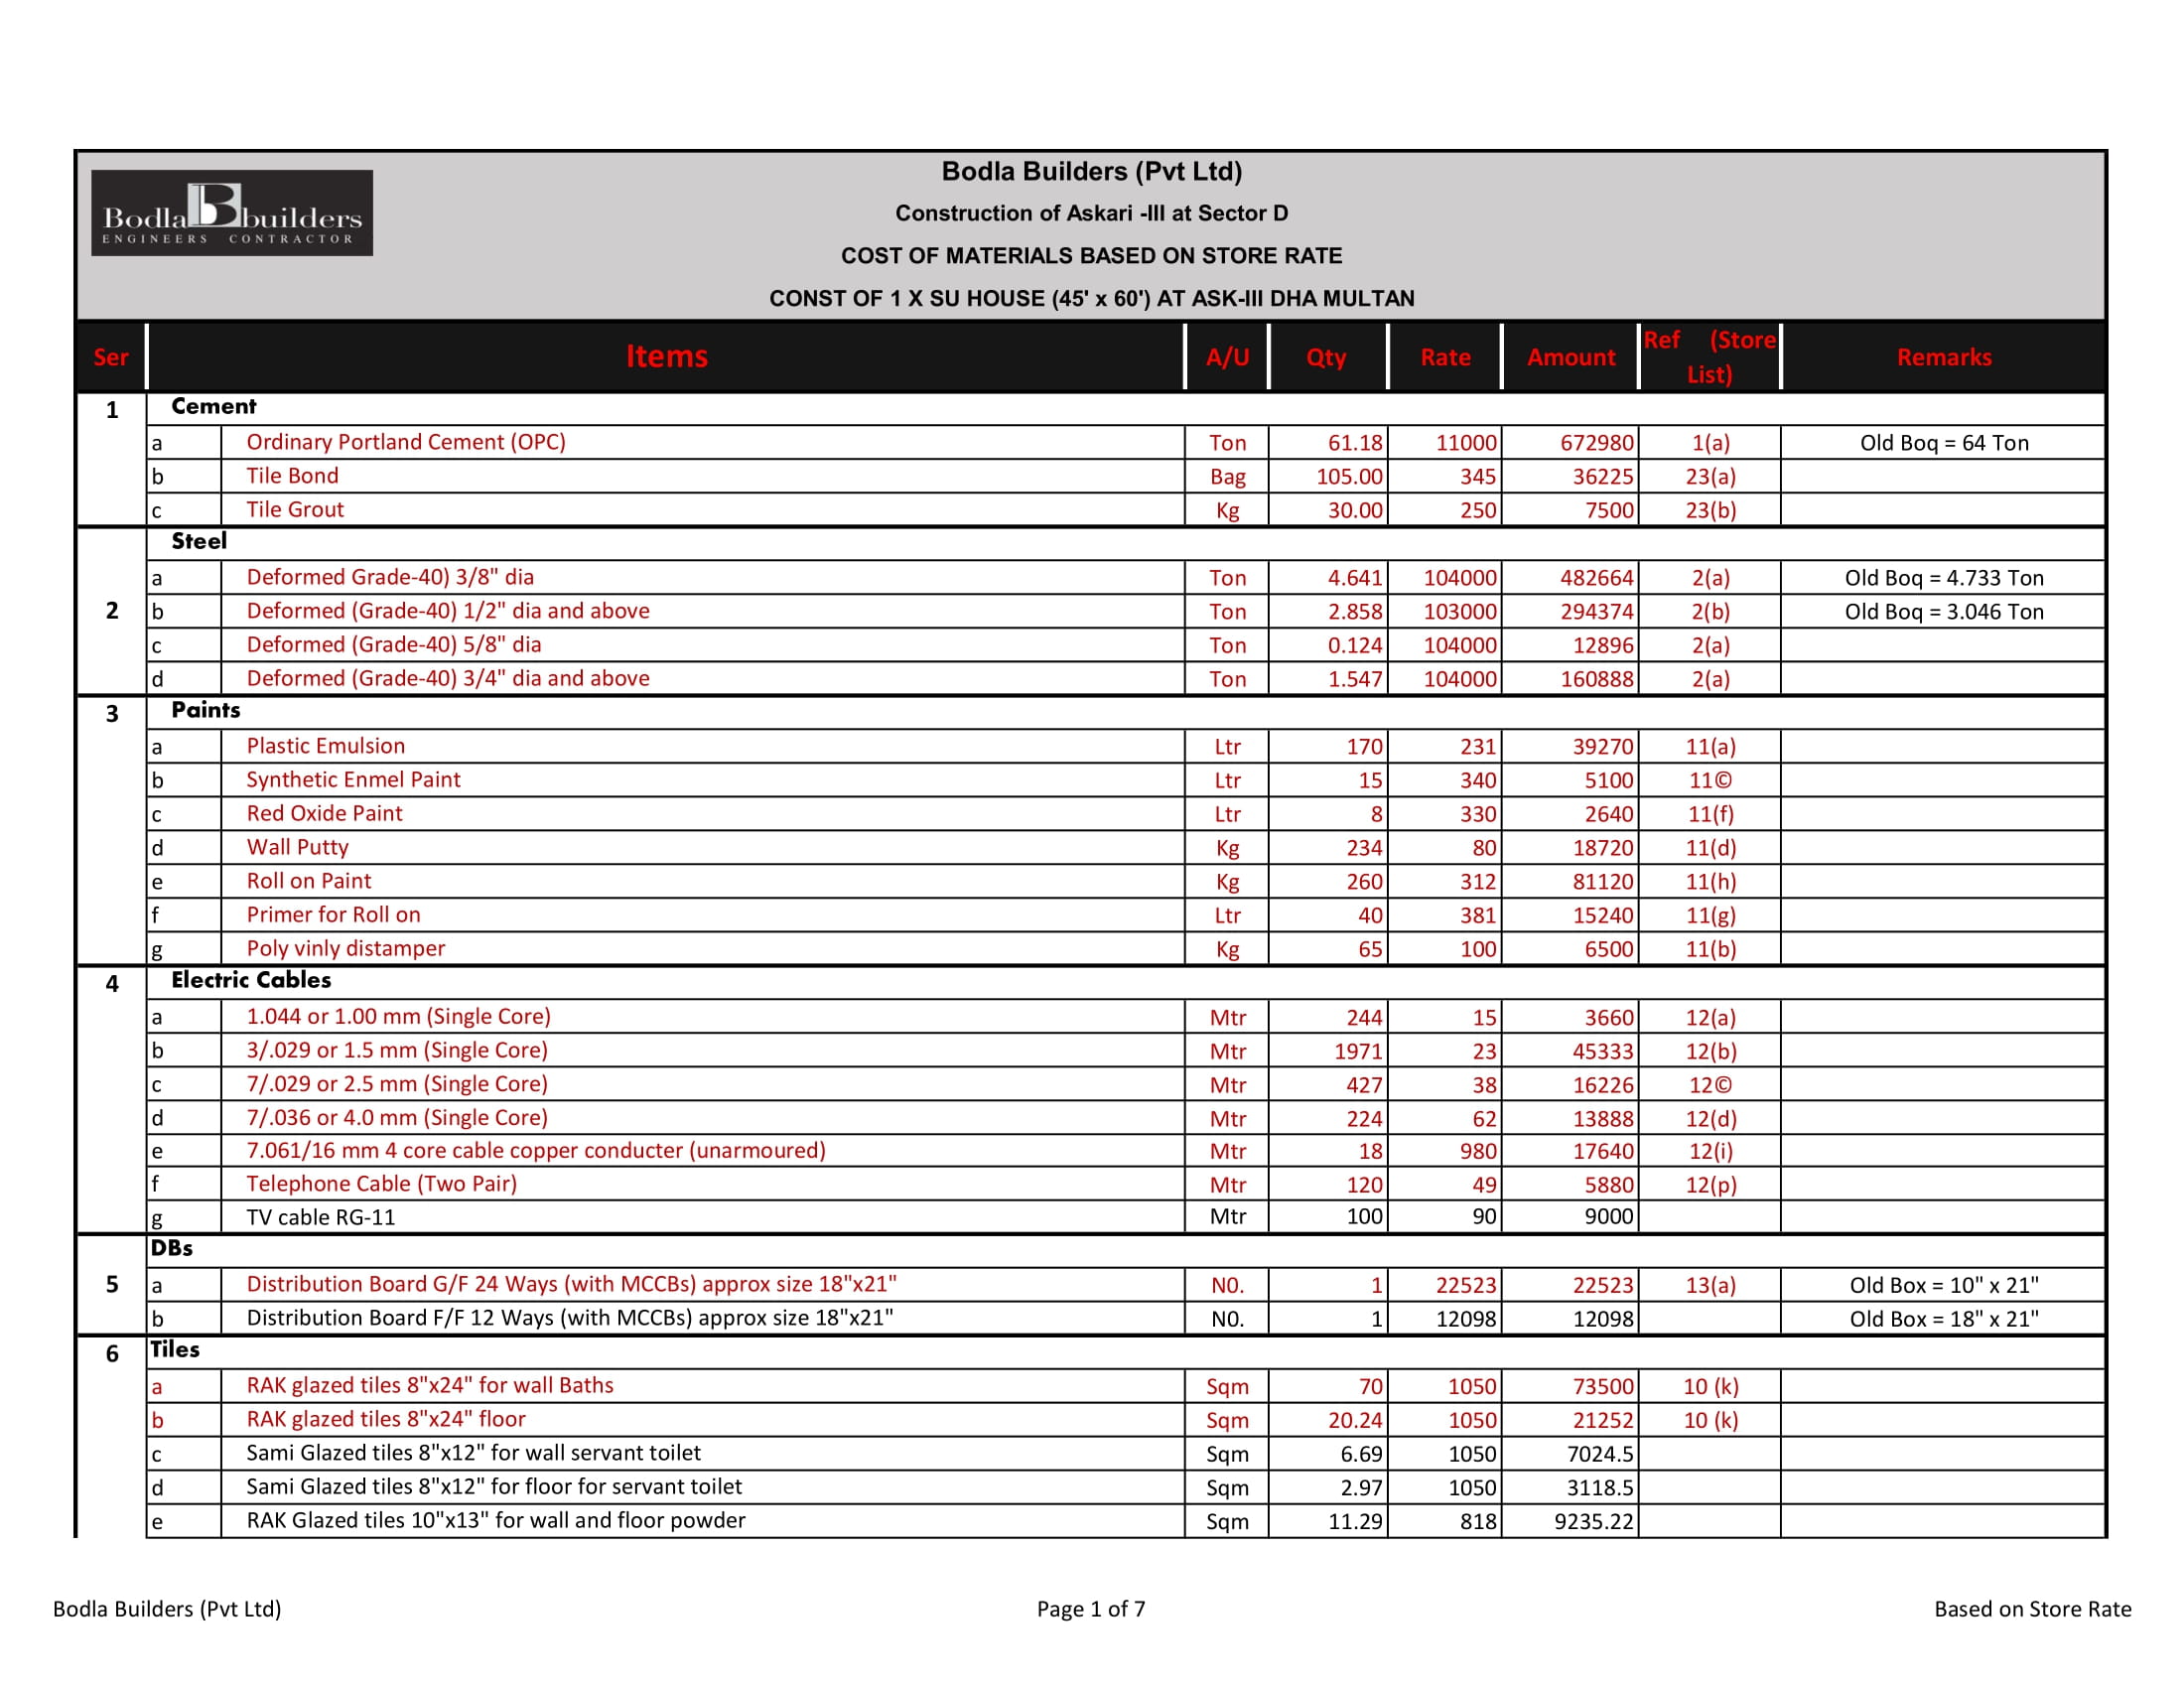 Bodla B builders
ENGINEERS CONTRACTOR
Bodla Builders (Pvt Ltd)
Construction of Askari -III at Sector D
COST OF MATERIALS BASED ON STORE RATE
CONST OF 1 X SU HOUSE (45' x 60') AT ASK-III DHA MULTAN
Ser Items A/U Qty Rate Amount Ref (Store List) Remarks
1 Cement
a Ordinary Portland Cement (OPC) Ton 61.18 11000 672980 1(a) Old Boq = 64 Ton
b Tile Bond Bag 105.00 345 36225 23(a)
c Tile Grout Kg 30.00 250 7500 23(b)
2 Steel
a Deformed Grade-40) 3/8" dia Ton 4.641 104000 482664 2(a) Old Boq = 4.733 Ton
b Deformed (Grade-40) 1/2" dia and above Ton 2.858 103000 294374 2(b) Old Boq = 3.046 Ton
c Deformed (Grade-40) 5/8" dia Ton 0.124 104000 12896 2(a)
d Deformed (Grade-40) 3/4" dia and above Ton 1.547 104000 160888 2(a)
3 Paints
a Plastic Emulsion Ltr 170 231 39270 11(a)
b Synthetic Enmel Paint Ltr 15 340 5100 11©
c Red Oxide Paint Ltr 8 330 2640 11(f)
d Wall Putty Kg 234 80 18720 11(d)
e Roll on Paint Kg 260 312 81120 11(h)
f Primer for Roll on Ltr 40 381 15240 11(g)
g Poly vinly distamper Kg 65 100 6500 11(b)
4 Electric Cables
a 1.044 or 1.00 mm (Single Core) Mtr 244 15 3660 12(a)
b 3/.029 or 1.5 mm (Single Core) Mtr 1971 23 45333 12(b)
c 7/.029 or 2.5 mm (Single Core) Mtr 427 38 16226 12©
d 7/.036 or 4.0 mm (Single Core) Mtr 224 62 13888 12(d)
e 7.061/16 mm 4 core cable copper conducter (unarmoured) Mtr 18 980 17640 12(i)
f Telephone Cable (Two Pair) Mtr 120 49 5880 12(p)
g TV cable RG-11 Mtr 100 90 9000
5 DBs
a Distribution Board G/F 24 Ways (with MCCBs) approx size 18"x21" N0. 1 22523 22523 13(a) Old Box = 10" x 21"
b Distribution Board F/F 12 Ways (with MCCBs) approx size 18"x21" N0. 1 12098 12098 Old Box = 18" x 21"
6 Tiles
a RAK glazed tiles 8"x24" for wall Baths Sqm 70 1050 73500 10 (k)
b RAK glazed tiles 8"x24" floor Sqm 20.24 1050 21252 10 (k)
c Sami Glazed tiles 8"x12" for wall servant toilet Sqm 6.69 1050 7024.5
d Sami Glazed tiles 8"x12" for floor for servant toilet Sqm 2.97 1050 3118.5
e RAK Glazed tiles 10"x13" for wall and floor powder Sqm 11.29 818 9235.22
Bodla Builders (Pvt Ltd) Page 1 of 7 Based on Store Rate